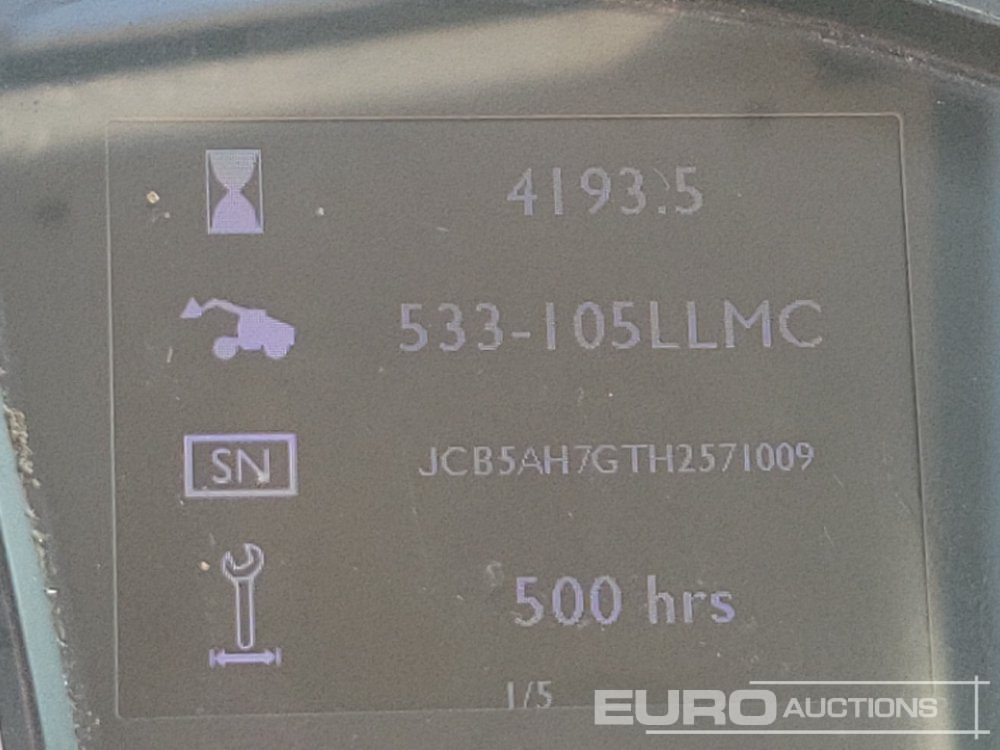 4193.5
533-105LLMC
SN JCB5AH7GTH2571009
500 hrs
1/5
EURO AUCTIONS